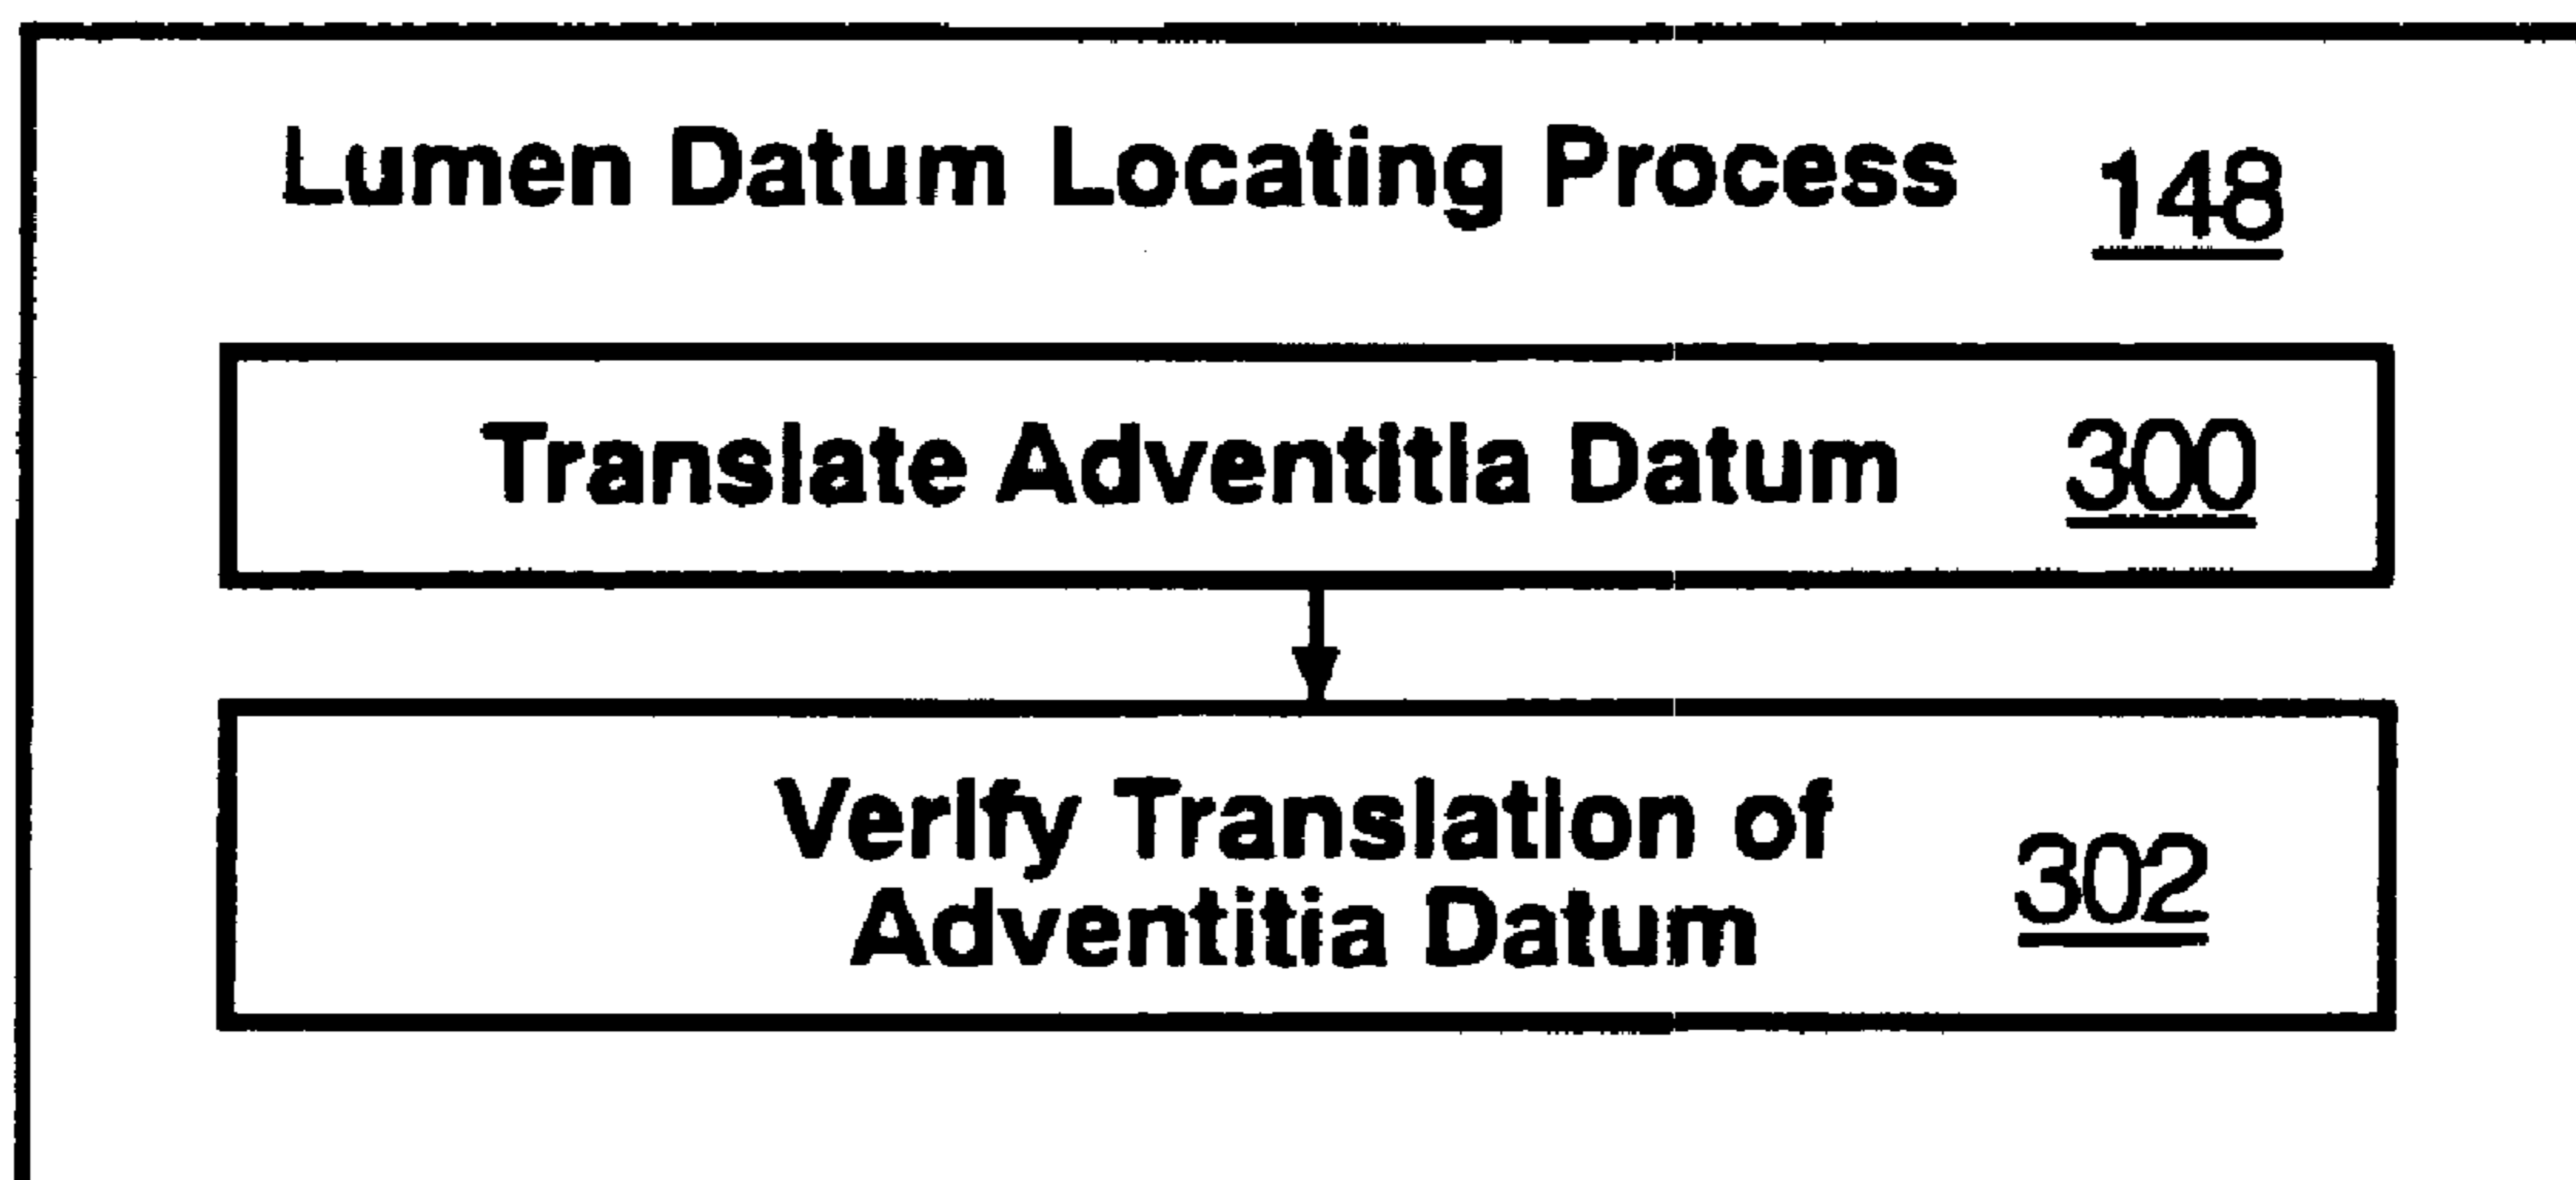 Lumen Datum Locating Process 148
Translate Adventitia Datum 300
Verify Translation of
Adventitia Datum 302